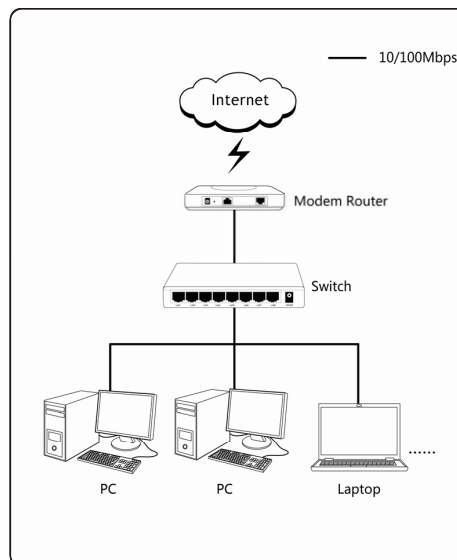 10/100Mbps
Internet
Modem Router
Switch
......
PC PC Laptop